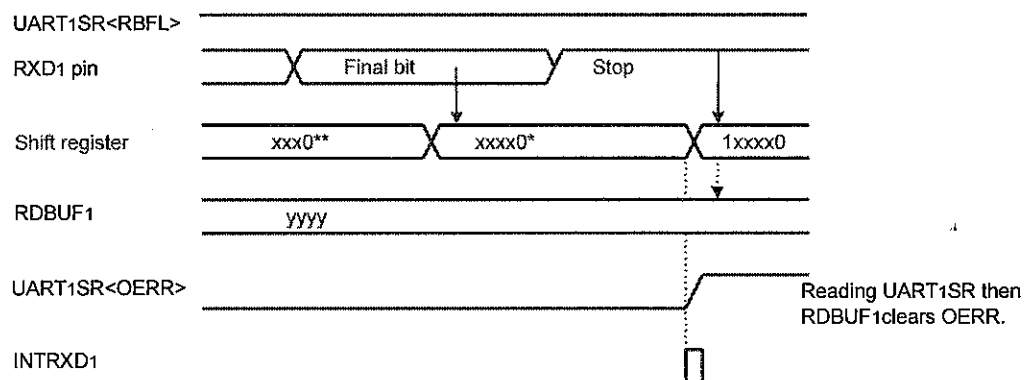 UART1SR<RBFL>
RXD1 pin
Final bit
Stop
Shift register
xxx0**
xxxx0*
1xxxx0
RDBUF1
yyyy
UART1SR<OERR>
Reading UART1SR then
RDBUF1clears OERR.
INTRXD1